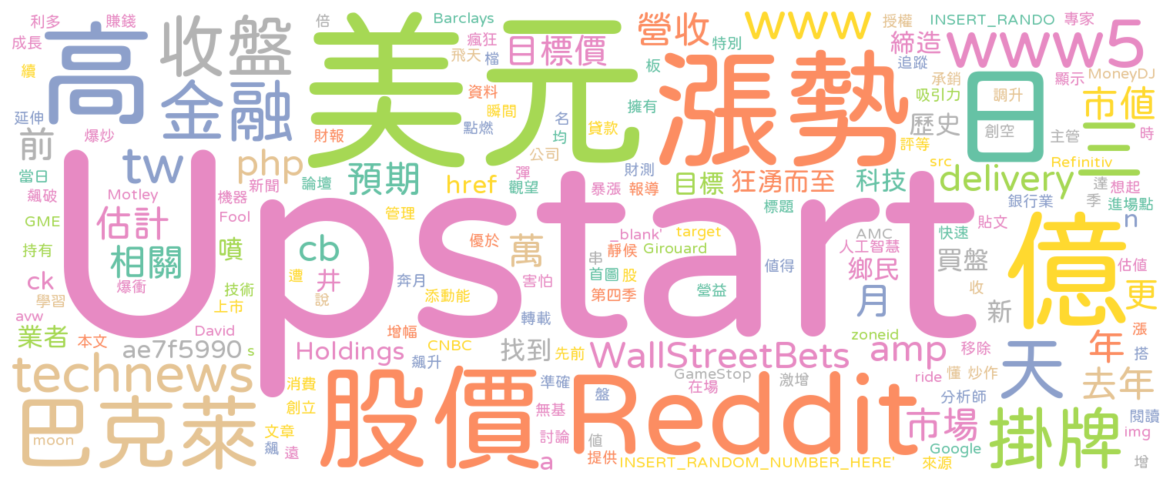 利多 賺錢 倍 Barclays 瘋狂 目標價 營收 www 授權 INSERT_RANDO 專家
成長 高 收盤 美元 飛天 檔 特別 漲勢 締造 www5
續 金融 資料 板 追蹤 承銷 顯示 MoneyDJ
延伸 爆炒 瞬間 擁有 吸引力 日 調升 市值
前 財報 點燃 名 均 貸款 歷史 創空 主管 三 時
當日 tw php 論壇 預期 公司 href 彈 觀望 財測 目標 評等 狂湧而至 科技 src delivery Refinitiv 達 想起
飆破 Motley 機器 新聞 暴漲 報導 銀行業 季 進場點
GME 估計 Fool 管理 標題 貼文 n
持有 相關 噴 cb 優於 萬 _blank' target 靜候 Girouard AMC 人工智慧 買盤 快速 億 估值
Upstart
ck 爆衝 技術 井 遭 奔月 害怕 串 首圖 股 值得 鄉民 更
學習 上市 說 添動能 第四季 營益 月 收 新
avw David 增幅 轉載 zoneid 漲
業者 本文 ae7f5990 s Holdings CNBC 找到 先前 WallStreetBets amp 移除 天 年 搭
technews 消費 飆升 準確 GameStop 激增 在場 ride 懂 炒作 去年
巴克萊 創立 股價 無基 盤 Reddit 分析師 市場 掛牌 閱讀
moon 文章 討論 值 Google img
飆 遠 a 提供 INSERT_RANDOM_NUMBER_HERE' 來源 增